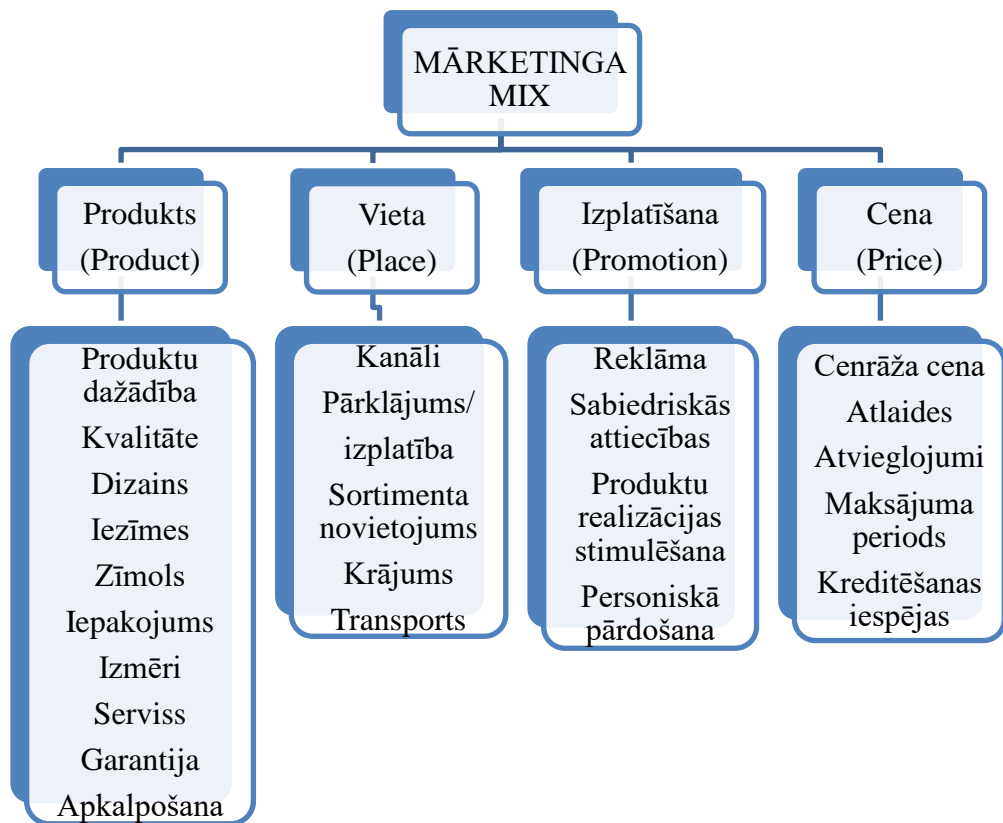 MĀRKETINGA
MIX
Produkts
(Product)
Vieta
(Place)
Izplatīšana
(Promotion)
Cena
(Price)
Produktu
dažādība
Kvalitāte
Dizains
Iezīmes
Zīmols
Iepakojums
Izmēri
Serviss
Garantija
Apkalpošana
Kanāli
Pārklājums/
izplatība
Sortimenta
novietojums
Krājums
Transports
Reklāma
Sabiedriskās
attiecības
Produktu
realizācijas
stimulēšana
Personiskā
pārdošana
Cenrāža cena
Atlaides
Atvieglojumi
Maksājuma
periods
Kreditēšanas
iespējas